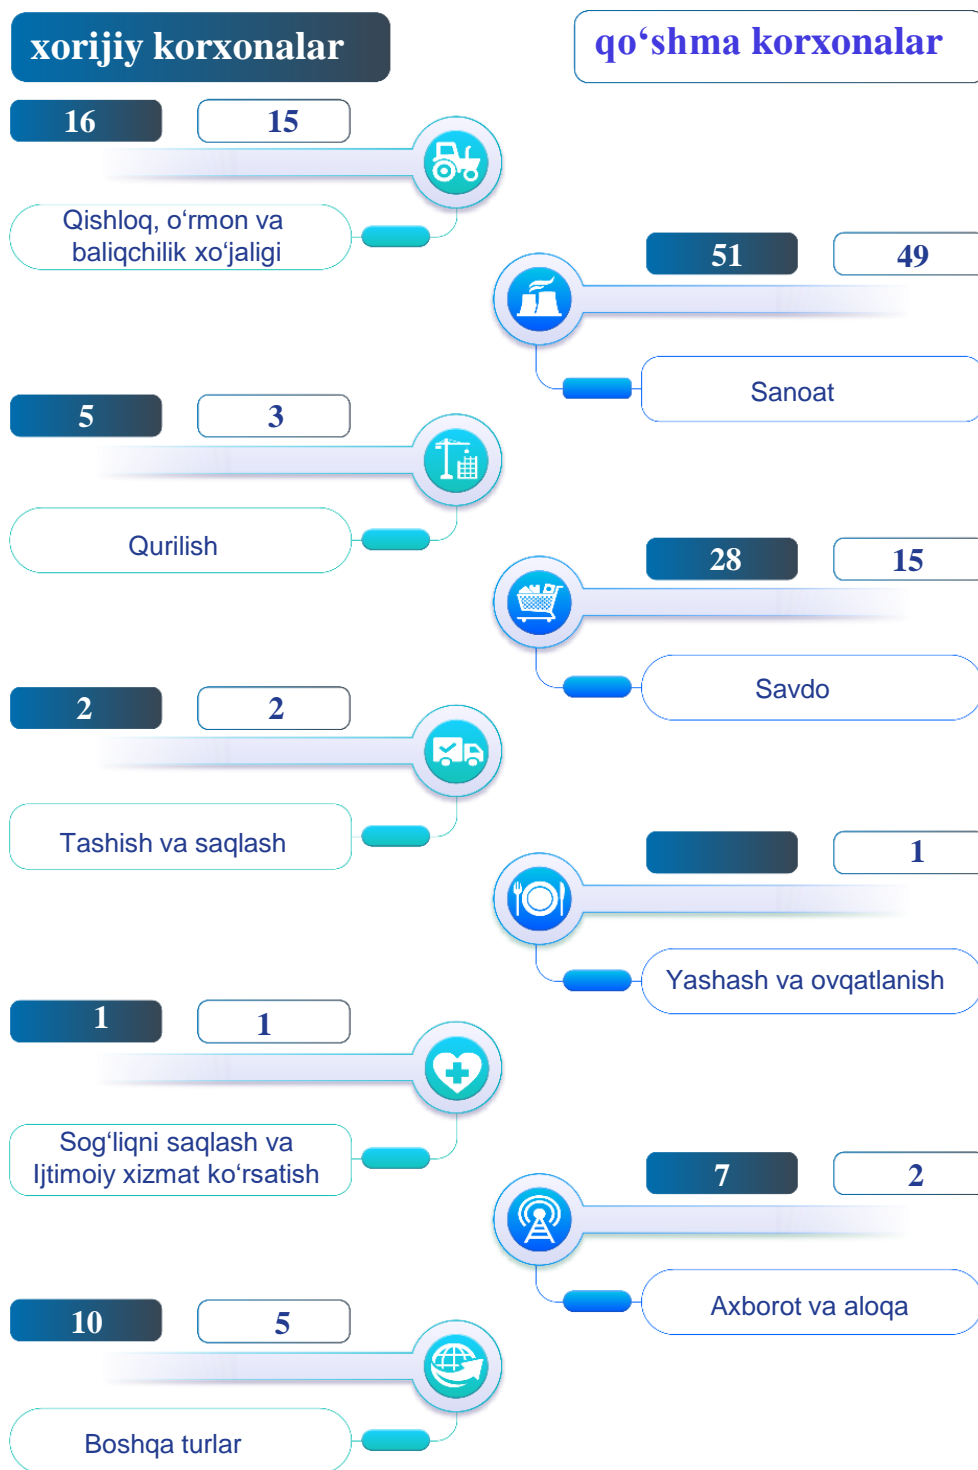 xorijiy korxonalar
qo‘shma korxonalar
16
15
Qishloq, o‘rmon va
baliqchilik xo‘jaligi
51
49
Sanoat
5
3
Qurilish
28
15
Savdo
2
2
Tashish va saqlash
1
Yashash va ovqatlanish
1
1
Sog‘liqni saqlash va
Ijtimoiy xizmat ko‘rsatish
7
2
Axborot va aloqa
10
5
Boshqa turlar